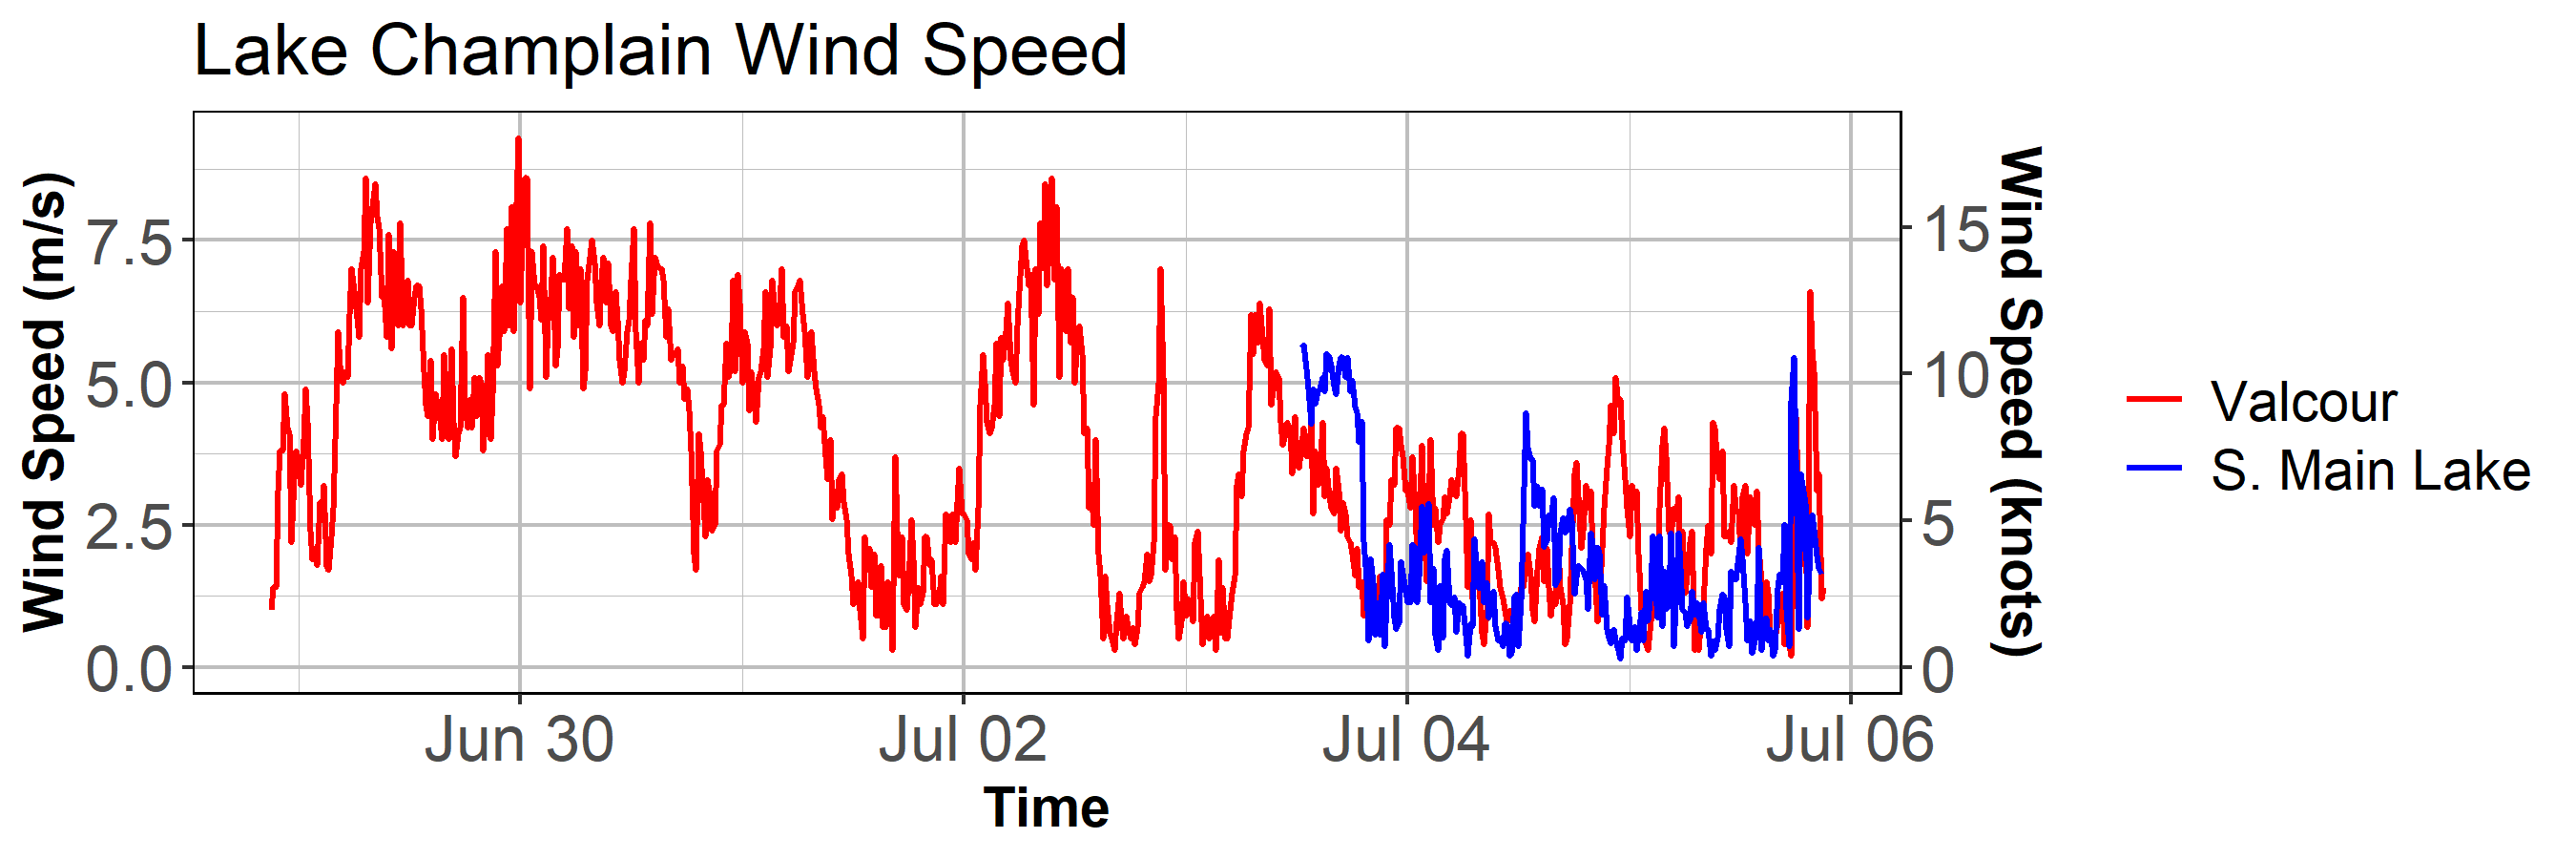 Lake Champlain Wind Speed
Wind Speed (m/s)
7.5
5.0
2.5
0.0
15
10
5
0
Wind Speed (knots)
Jun 30
Jul 02
Jul 04
Jul 06
Time
Valcour
S. Main Lake